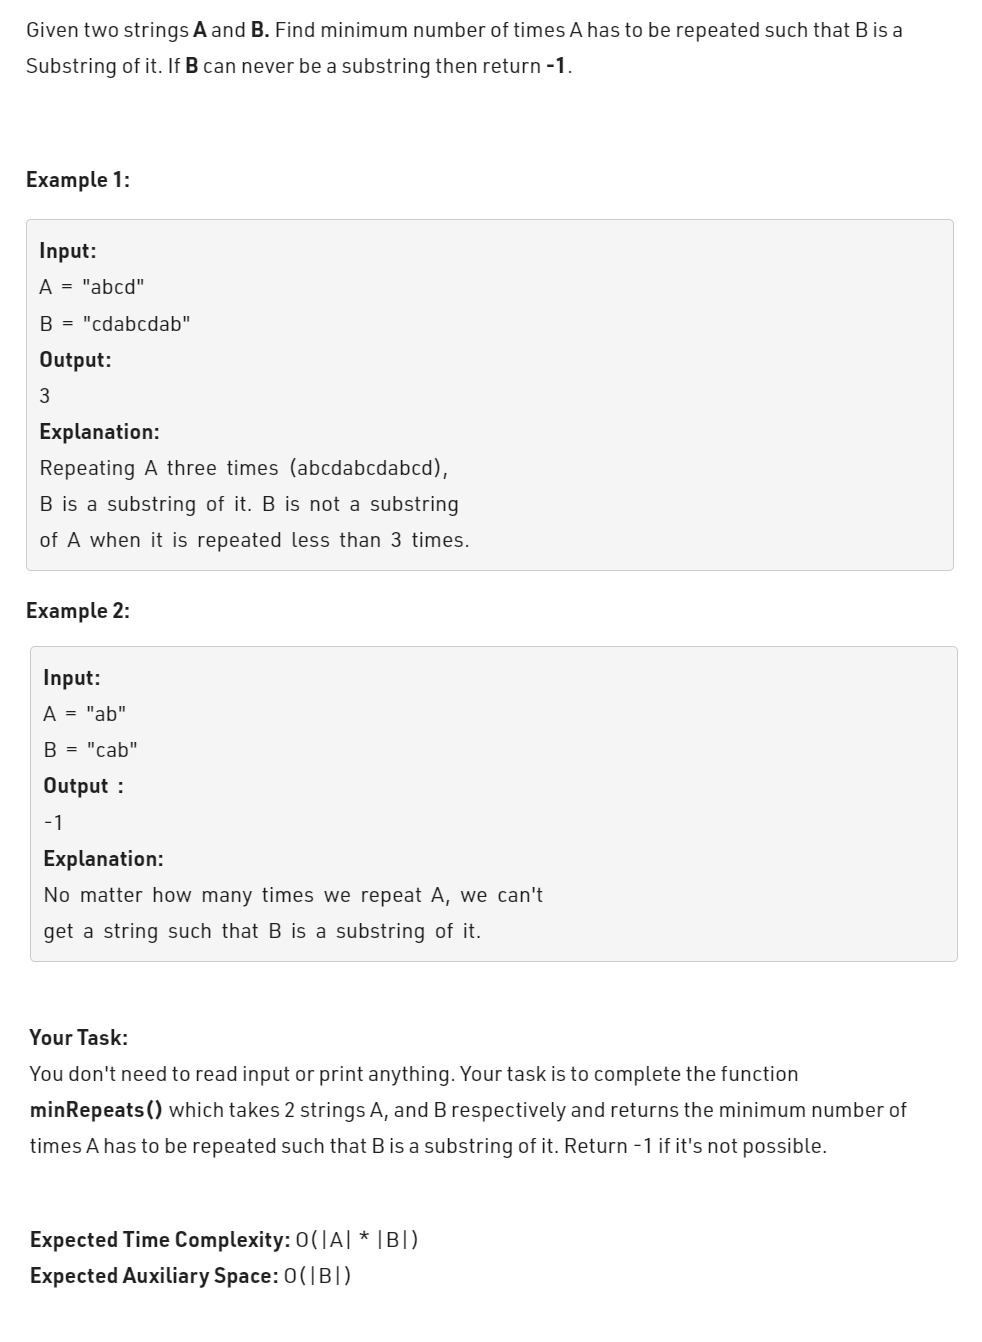 Given two strings A and B. Find minimum number of times A has to be repeated such that B is a
Substring of it. If B can never be a substring then return -1.
Example 1:
Input:
A = "abcd"
B = "cdabcdab"
Output:
3
Explanation:
Repeating A three times (abcdabcdabcd),
B is a substring of it. B is not a substring
of A when it is repeated less than 3 times.
Example 2:
Input:
A = "ab"
B = "cab"
Output :
-1
Explanation:
No matter how many times we repeat A, we can't
get a string such that B is a substring of it.
Your Task:
You don't need to read input or print anything. Your task is to complete the function
minRepeats() which takes 2 strings A, and B respectively and returns the minimum number of
times A has to be repeated such that B is a substring of it. Return -1 if it's not possible.
Expected Time Complexity: O(|A| * |B|)
Expected Auxiliary Space: O(|B|)